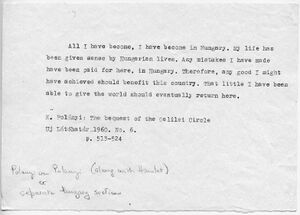 All I have become, I have become in Hungary. My life has
been given sense by Hungarian lives. Any mistakes I have made
have been paid for here, in Hungary. Therefore, any good I might
have achieved should benefit this country. That little I have been
able to give the world should eventually return here.
K. Polányi: The bequest of the Galilei Circle
Uj Látóhatár.1960. No. 6.
p. 513-524
Polanyi on Polanyi (along with Hamlet)
or
separate Hungary section